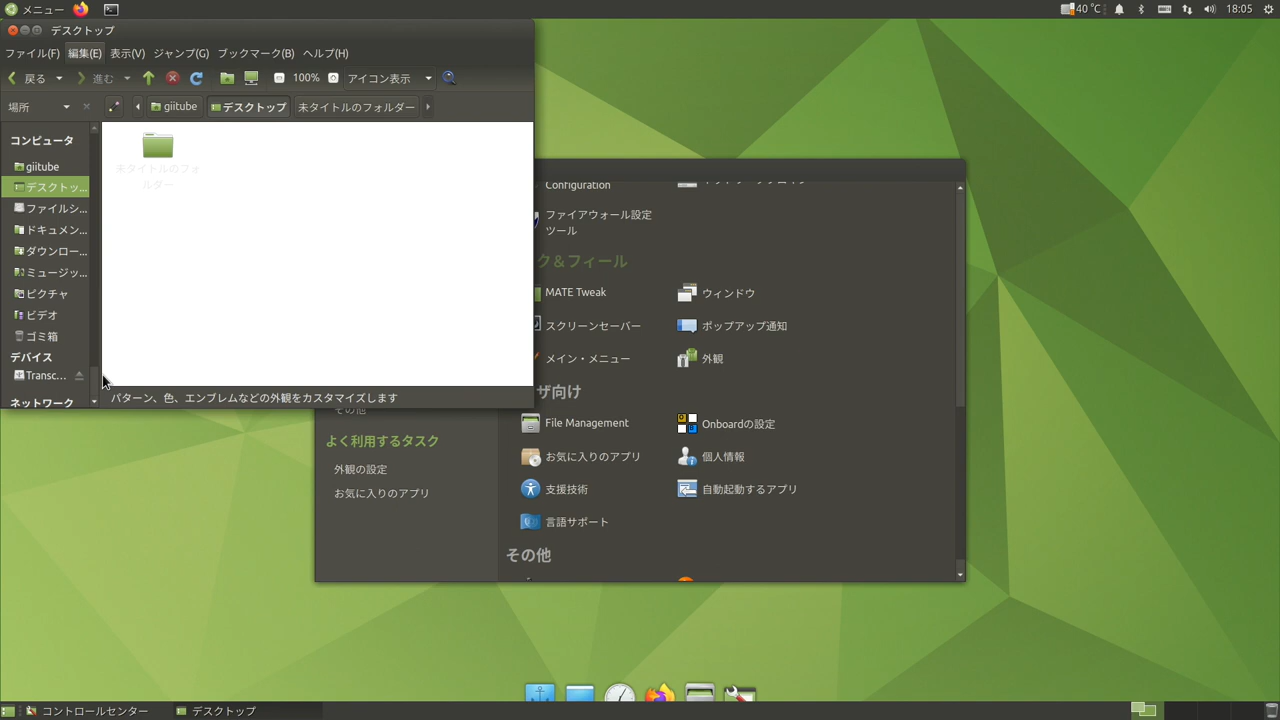 メニュー
40 ℃
18:05
デスクトップ
ファイル(F) 編集(E) 表示(V) ジャンプ(G) ブックマーク(B) ヘルプ(H)
戻る 進む 100% アイコン表示
場所 giitube デスクトップ 未タイトルのフォルダー
コンピュータ
giitube
デスクトッ...
ファイルシ...
ドキュメン...
ダウンロー...
ミュージッ...
ピクチャ
ビデオ
ゴミ箱
デバイス
Transc...
ネットワーク
未タイトルのフォ
ルダー
パターン、色、エンブレムなどの外観をカスタマイズします
その他
よく利用するタスク
外観の設定
お気に入りのアプリ
Configuration
ファイアウォール設定
ツール
ク＆フィール
MATE Tweak ウィンドウ
スクリーンセーバー ポップアップ通知
メイン・メニュー 外観
ザ向け
File Management Onboardの設定
お気に入りのアプリ 個人情報
支援技術 自動起動するアプリ
言語サポート
その他
コントロールセンター デスクトップ